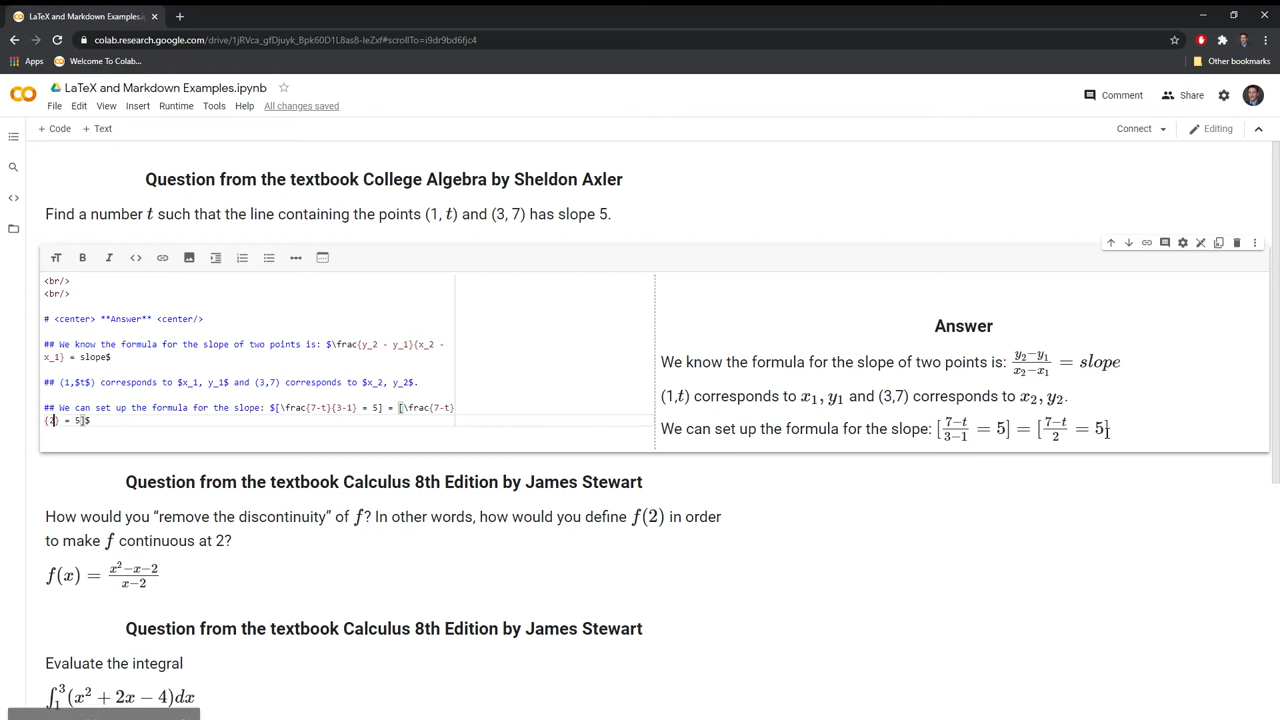 LaTeX and Markdown Examples.ip
colab.research.google.com/drive/1jRVca_gfDjuyk_Bpk60D1L8as8-leZxf#scrollTo=i9dr9bd6fjc4
Apps Welcome To Colab... Other bookmarks
LaTeX and Markdown Examples.ipynb
File Edit View Insert Runtime Tools Help All changes saved
Comment Share
+ Code + Text
Connect Editing
Question from the textbook College Algebra by Sheldon Axler
Find a number t such that the line containing the points (1, t) and (3, 7) has slope 5.
<br/>
<br/>
# <center> **Answer** <center/>
## We know the formula for the slope of two points is: $\frac{y_2 - y_1}{x_2 -
x_1} = slope$
## (1,$t$) corresponds to $x_1, y_1$ and (3,7) corresponds to $x_2, y_2$.
## We can set up the formula for the slope: $[\frac{7-t}{3-1} = 5] = [\frac{7-t}
{2} = 5]$
Answer
We know the formula for the slope of two points is: y₂−y₁/x₂−x₁ = slope
(1,t) corresponds to x₁, y₁ and (3,7) corresponds to x₂, y₂.
We can set up the formula for the slope: [7−t/3−1 = 5] = [7−t/2 = 5]
Question from the textbook Calculus 8th Edition by James Stewart
How would you “remove the discontinuity” of f? In other words, how would you define f(2) in order
to make f continuous at 2?
f(x) = x²−x−2/x−2
Question from the textbook Calculus 8th Edition by James Stewart
Evaluate the integral
∫₁³(x² + 2x − 4)dx